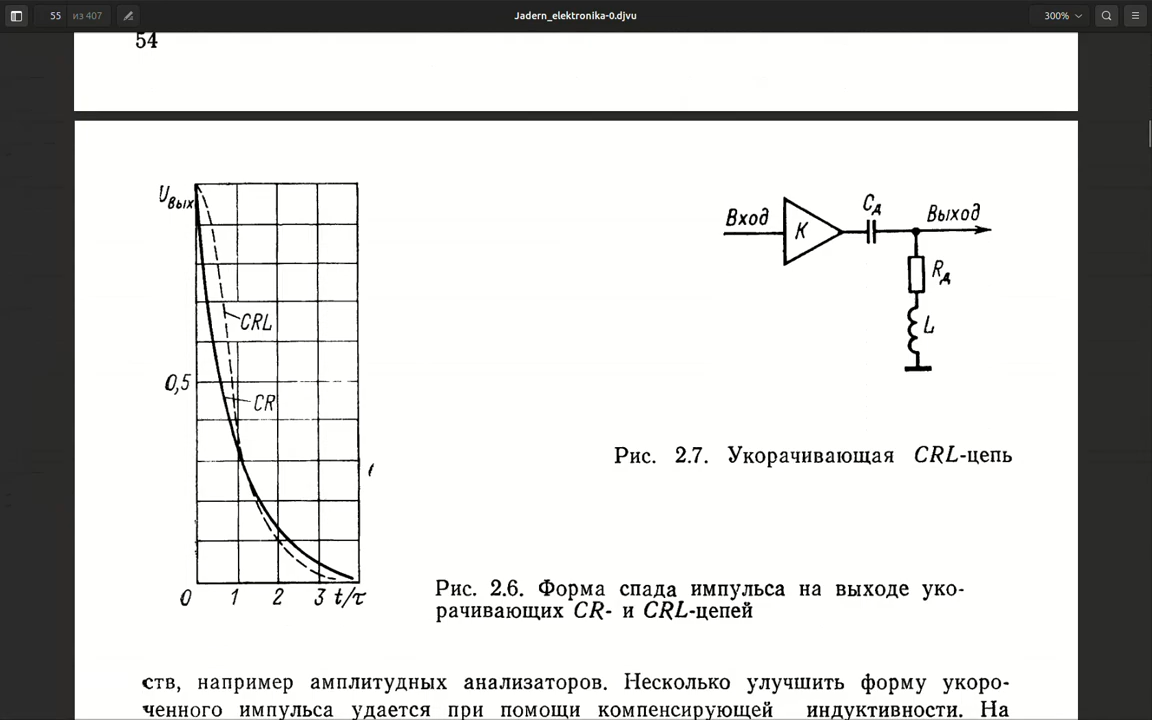 55 из 407
Jadern_elektronika-0.djvu
300%
54
Uвых
CRL
0,5
CR
0 1 2 3 t/τ
Вход
K
Cд
Выход
Rд
L
Рис. 2.7. Укорачивающая CRL-цепь
Рис. 2.6. Форма спада импульса на выходе уко-
рачивающих CR- и CRL-цепей
ств, например амплитудных анализаторов. Несколько улучшить форму укоро-
ченного импульса удается при помощи компенсирующей индуктивности. На